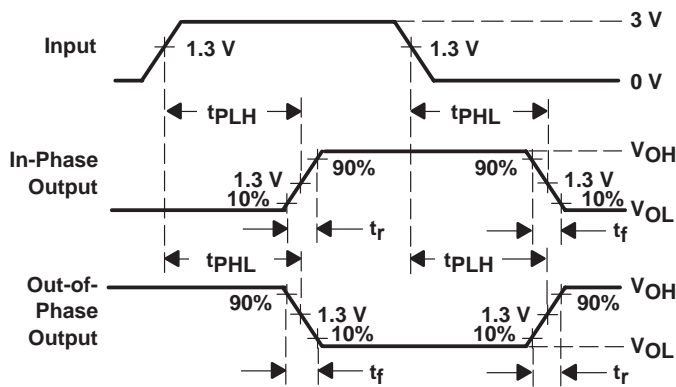 3 V
Input
1.3 V
1.3 V
0 V
tPLH
tPHL
In-Phase
Output
VOH
90%
90%
1.3 V
1.3 V
10%
10%
VOL
tr
tf
tPHL
tPLH
Out-of-
Phase
Output
VOH
90%
90%
1.3 V
1.3 V
10%
10%
VOL
tf
tr